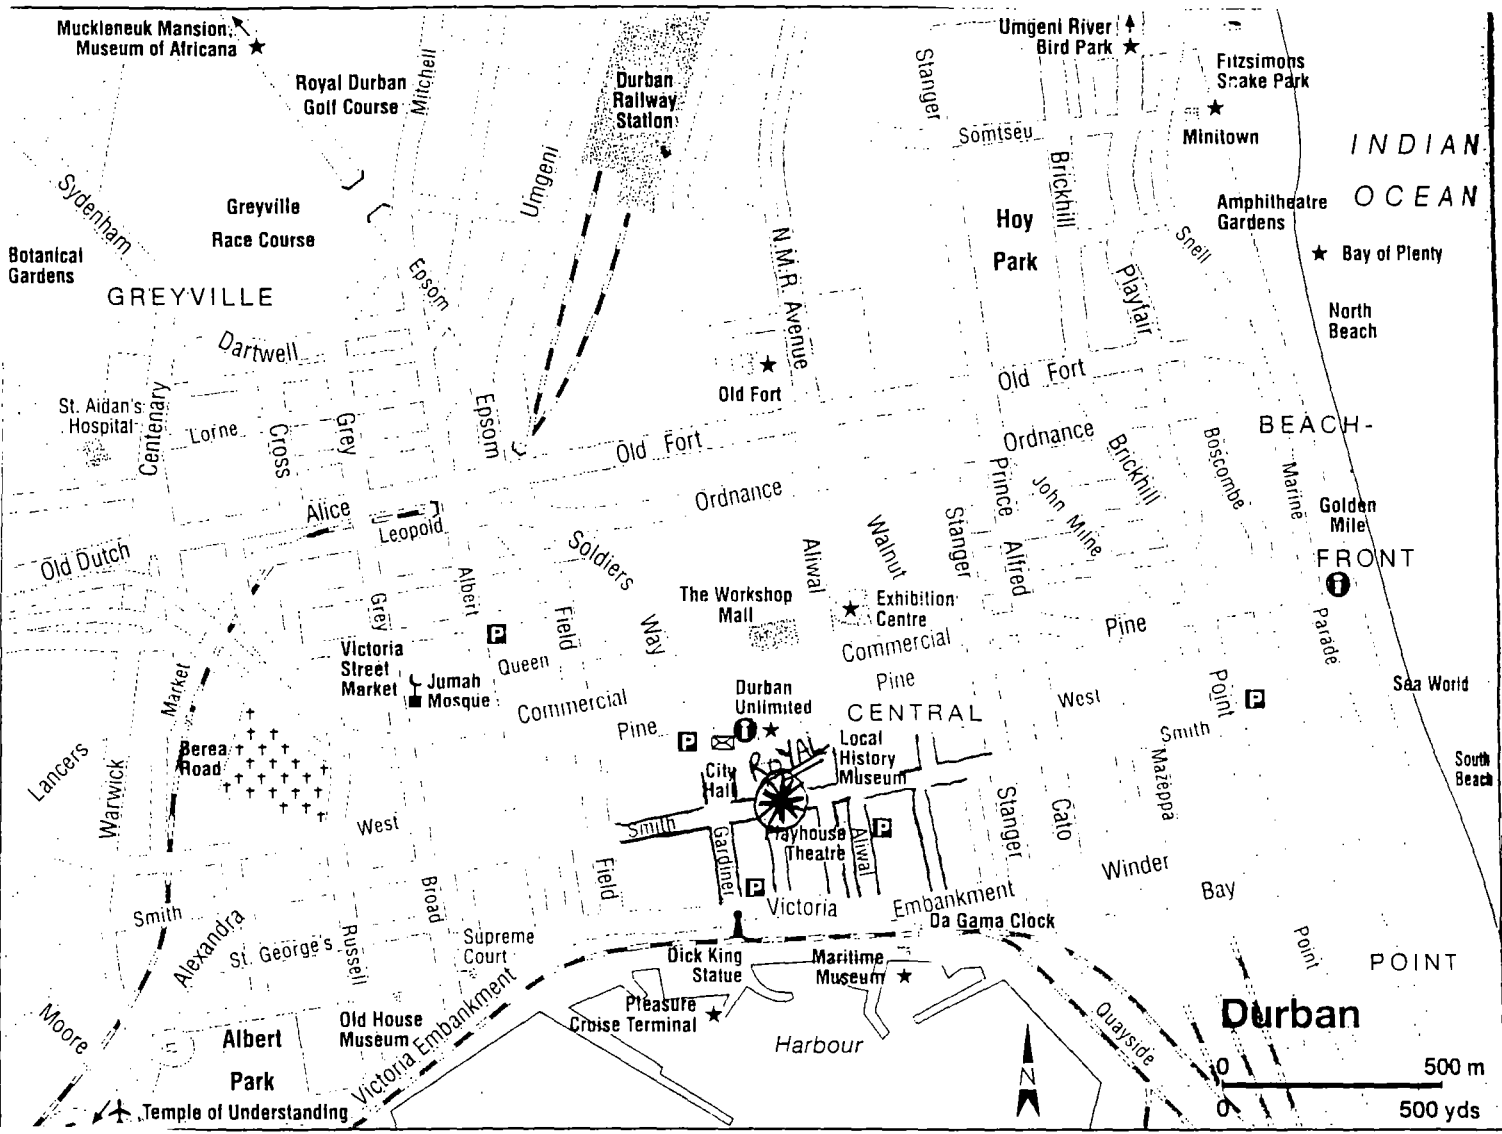 Muckleneuk Mansion,
Museum of Africana
Royal Durban
Golf Course
Mitchell
Durban
Railway
Station
Umgeni
Stanger
Umgeni River
Bird Park
Fitzsimons
Snake Park
Minitown
Somtseu
Brickhill
INDIAN
OCEAN
Sydenham
Greyville
Race Course
Botanical
Gardens
GREYVILLE
Epsom
N.M.R. Avenue
Hoy
Park
Amphitheatre
Gardens
Snell
Bay of Plenty
Playfair
North
Beach
Dartwell
Old Fort
Old Fort
St. Aidan's
Hospital
Centenary
Lorne
Cross
Grey
Epsom
Old Fort
Ordnance
Brickhill
Boscombe
BEACH-
Marine
Golden
Mile
FRONT
Alice
Leopold
Ordnance
Prince
Alfred
John Milne
Stanger
Walnut
Aliwal
Soldiers
Way
Old Dutch
Albert
Grey
Field
The Workshop
Mall
Exhibition
Centre
Commercial
Pine
Parade
P
Queen
Victoria
Street
Market
Jumah
Mosque
Commercial
Pine
Durban
Unlimited
Pine
CENTRAL
West
Point
P
Sea World
Smith
Market
Berea
Road
Lancers
Warwick
P
ROYAL
City
Hall
Local
History
Museum
Mazeppa
South
Beach
West
Smith
Gardiner
Playhouse
Theatre
Aliwal
P
Stanger
Cato
Winder
Field
P
Victoria
Embankment
Bay
Da Gama Clock
Broad
Smith
Alexandra
St. George's
Russell
Supreme
Court
Dick King
Statue
Maritime
Museum
Point
POINT
Moore
Albert
Park
Old House
Museum
Victoria Embankment
Pleasure
Cruise Terminal
Harbour
N
Quayside
Durban
0 500 m
0 500 yds
Temple of Understanding